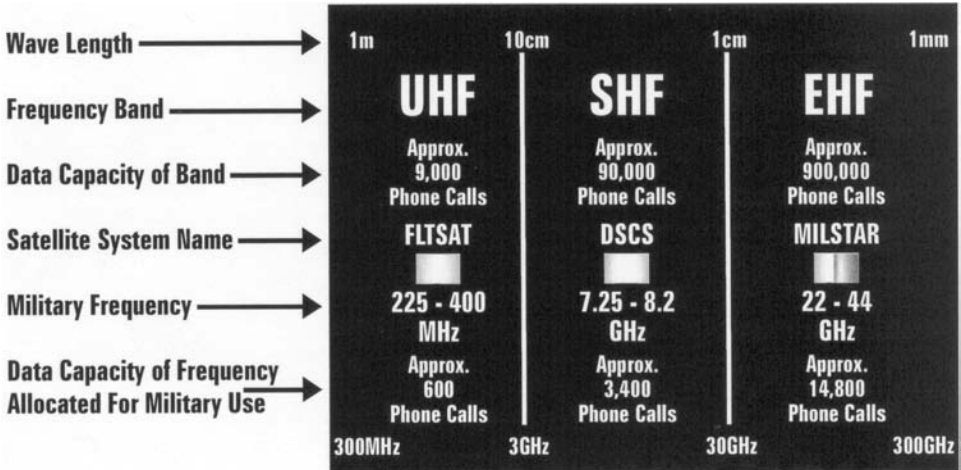 Wave Length
1m 10cm 1cm 1mm
Frequency Band
UHF SHF EHF
Data Capacity of Band
Approx. Approx. Approx.
9,000 90,000 900,000
Phone Calls Phone Calls Phone Calls
Satellite System Name
FLTSAT DSCS MILSTAR
Military Frequency
225 - 400 7.25 - 8.2 22 - 44
MHz GHz GHz
Data Capacity of Frequency
Allocated For Military Use
Approx. Approx. Approx.
600 3,400 14,800
Phone Calls Phone Calls Phone Calls
300MHz 3GHz 30GHz 300GHz